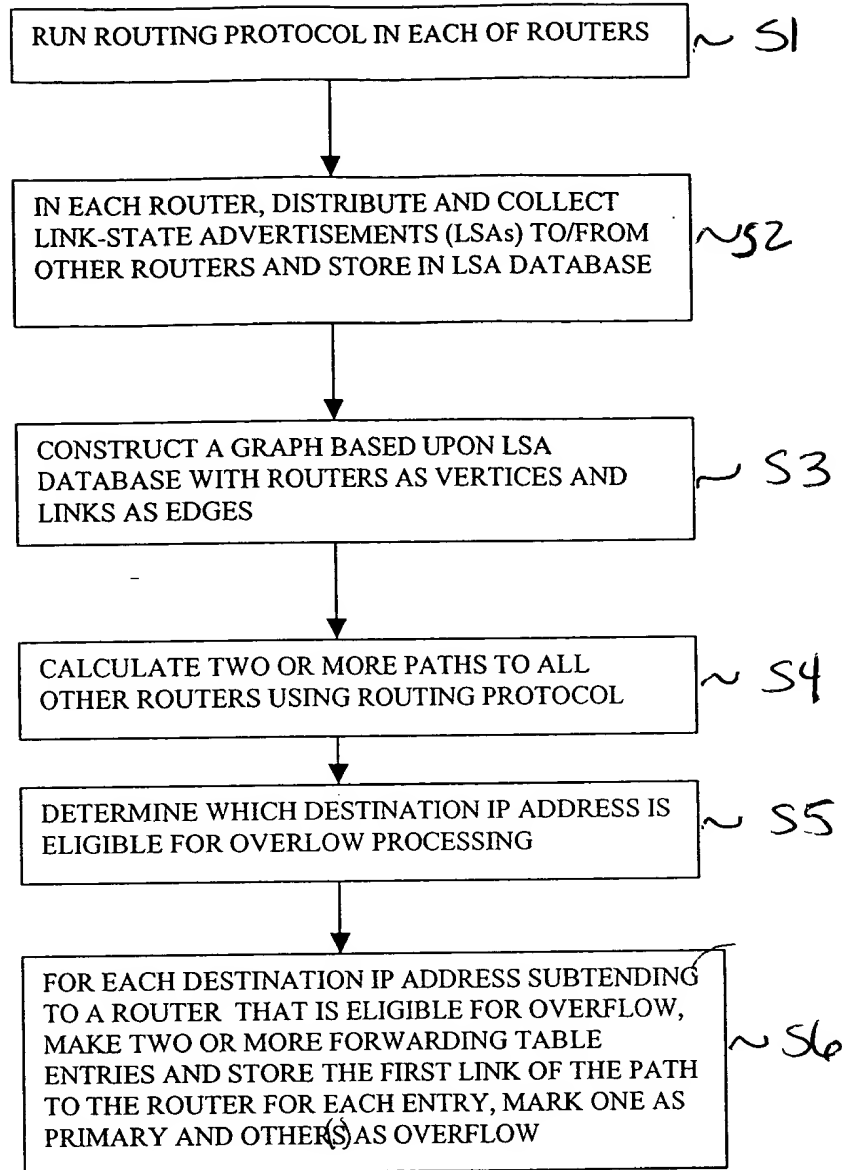 RUN ROUTING PROTOCOL IN EACH OF ROUTERS ~ S1
IN EACH ROUTER, DISTRIBUTE AND COLLECT
LINK-STATE ADVERTISEMENTS (LSAs) TO/FROM ~ S2
OTHER ROUTERS AND STORE IN LSA DATABASE
CONSTRUCT A GRAPH BASED UPON LSA
DATABASE WITH ROUTERS AS VERTICES AND ~ S3
LINKS AS EDGES
CALCULATE TWO OR MORE PATHS TO ALL ~ S4
OTHER ROUTERS USING ROUTING PROTOCOL
DETERMINE WHICH DESTINATION IP ADDRESS IS ~ S5
ELIGIBLE FOR OVERLOW PROCESSING
FOR EACH DESTINATION IP ADDRESS SUBTENDING
TO A ROUTER THAT IS ELIGIBLE FOR OVERFLOW,
MAKE TWO OR MORE FORWARDING TABLE ~ S6
ENTRIES AND STORE THE FIRST LINK OF THE PATH
TO THE ROUTER FOR EACH ENTRY, MARK ONE AS
PRIMARY AND OTHER(S) AS OVERFLOW